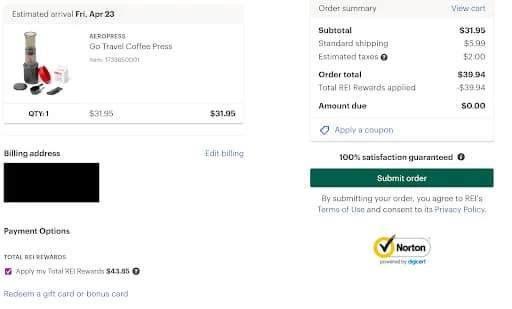 Estimated arrival Fri, Apr 23
AEROPRESS
Go Travel Coffee Press
Item: 1733650001
QTY: 1 $31.95 $31.95
Billing address Edit billing
Payment Options
TOTAL REI REWARDS
Apply my Total REI Rewards $43.85 ?
Redeem a gift card or bonus card
Order summary View cart
Subtotal $31.95
Standard shipping $5.99
Estimated taxes ? $2.00
Order total $39.94
Total REI Rewards applied -$39.94
Amount due $0.00
Apply a coupon
100% satisfaction guaranteed i
Submit order
By submitting your order, you agree to REI's
Terms of Use and consent to its Privacy Policy.
Norton
powered by digicert